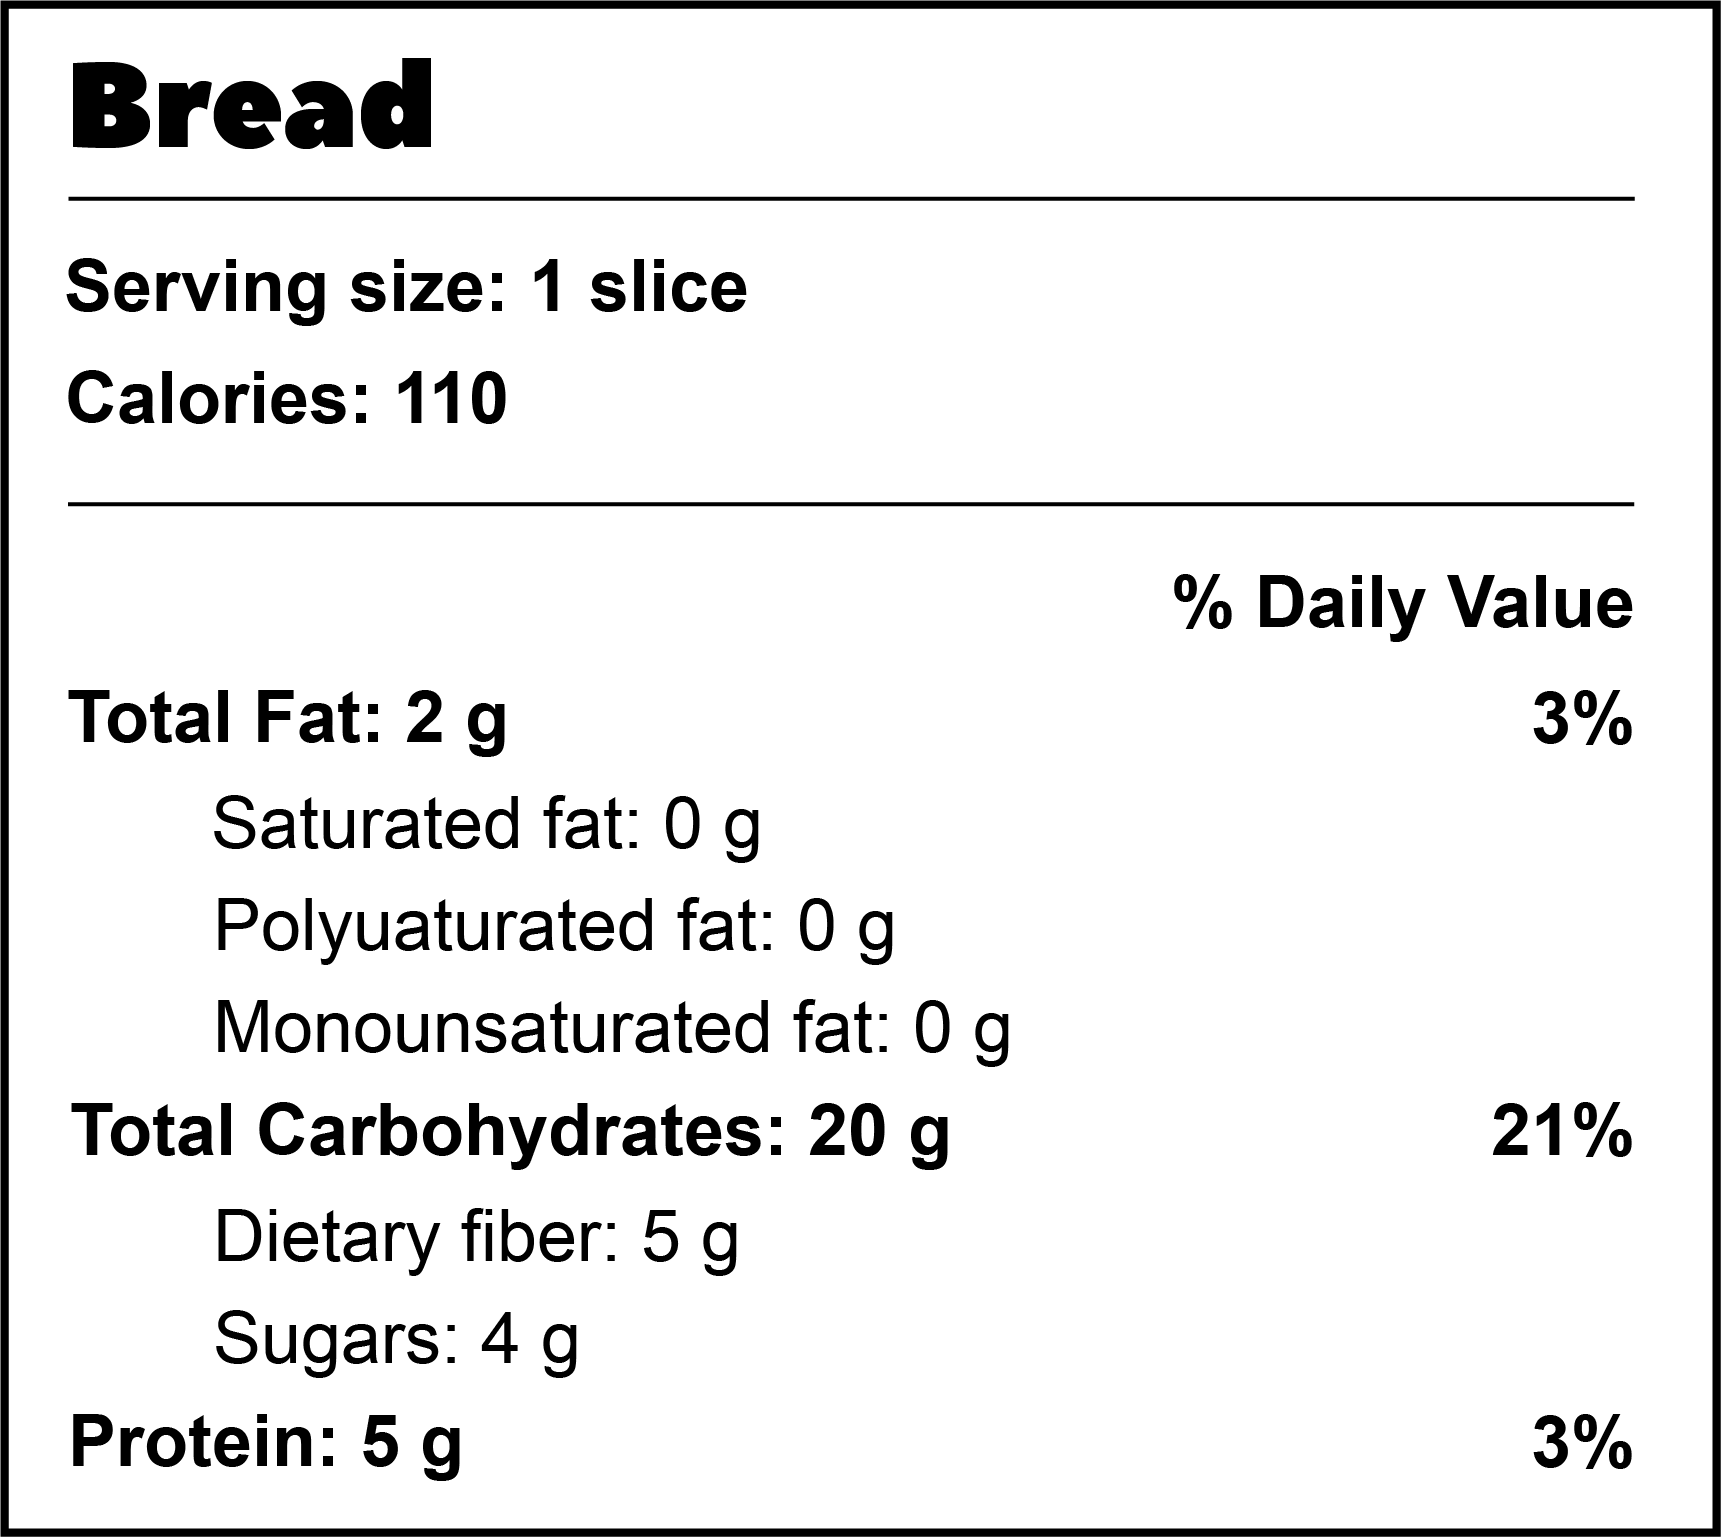 Bread
Serving size: 1 slice
Calories: 110
% Daily Value
Total Fat: 2 g 3%
Saturated fat: 0 g
Polyuaturated fat: 0 g
Monounsaturated fat: 0 g
Total Carbohydrates: 20 g 21%
Dietary fiber: 5 g
Sugars: 4 g
Protein: 5 g 3%